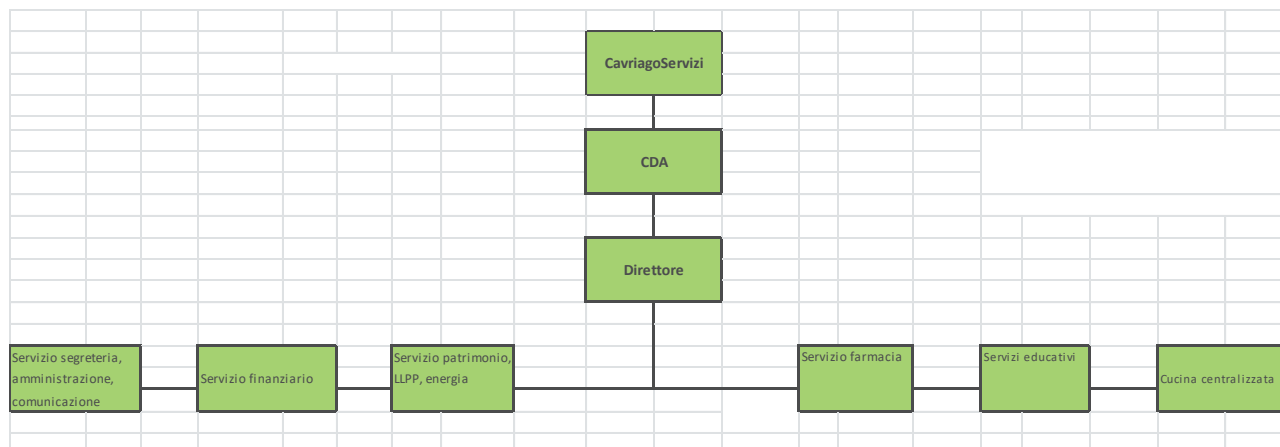 CavriagoServizi
CDA
Direttore
Servizio segreteria,
amministrazione,
comunicazione
Servizio finanziario
Servizio patrimonio,
LLPP, energia
Servizio farmacia
Servizi educativi
Cucina centralizzata